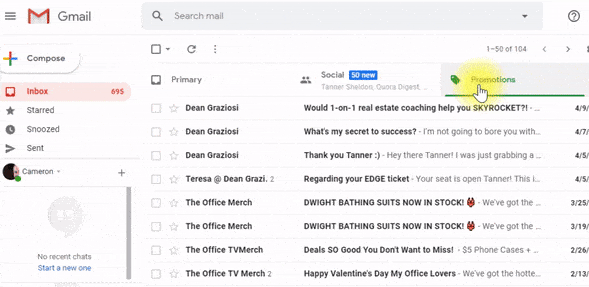 Gmail
Search mail
Compose
1–50 of 104
Inbox 695
Primary
Social 50 new
Tanner Sheldon, Quora Digest,
Promotions
Starred
Snoozed
Sent
Cameron
No recent chats
Start a new one
Dean Graziosi Would 1-on-1 real estate coaching help you SKYROCKET?! - ... 4/9/
Dean Graziosi What's my secret to success? - I'm not going to bore you with 4/7/
Dean Graziosi Thank you Tanner :) - Hey there Tanner! I was just grabbing a 4/5/
Teresa @ Dean Grazi. 2 Regarding your EDGE ticket - Your seat is open Tanner! This i 4/5/
The Office Merch DWIGHT BATHING SUITS NOW IN STOCK! 👙 - We've got the... 3/25/
The Office Merch DWIGHT BATHING SUITS NOW IN STOCK! 👙 - We've got the... 3/19/
The Office TVMerch Deals SO Good You Don't Want to Miss! - $5 Phone Cases + ... 2/26/
The Office TV Merch 2 Happy Valentine's Day My Office Lovers - We've got the hotte... 2/13/